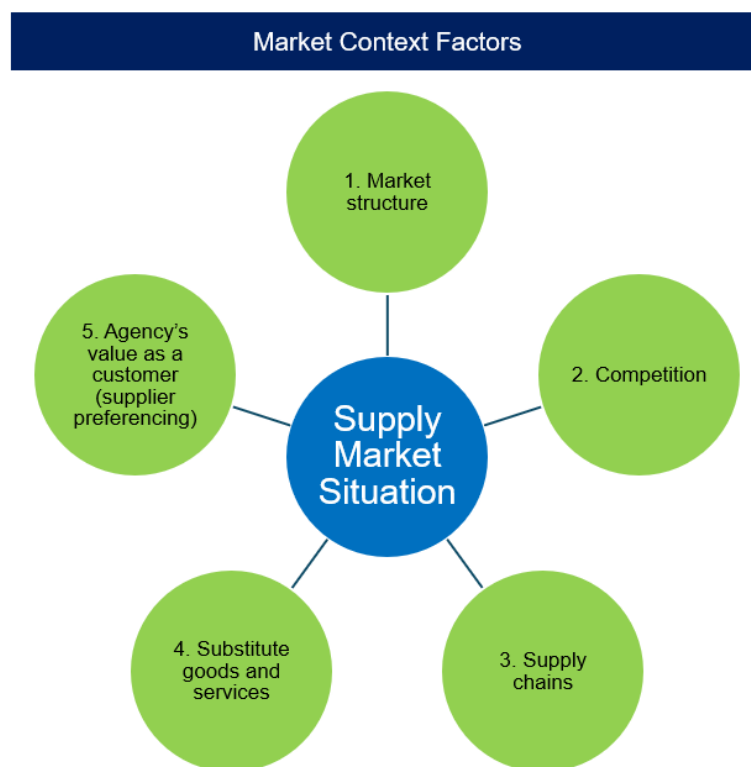 Market Context Factors
1. Market
structure
2. Competition
3. Supply
chains
4. Substitute
goods and
services
5. Agency’s
value as a
customer
(supplier
preferencing)
Supply
Market
Situation